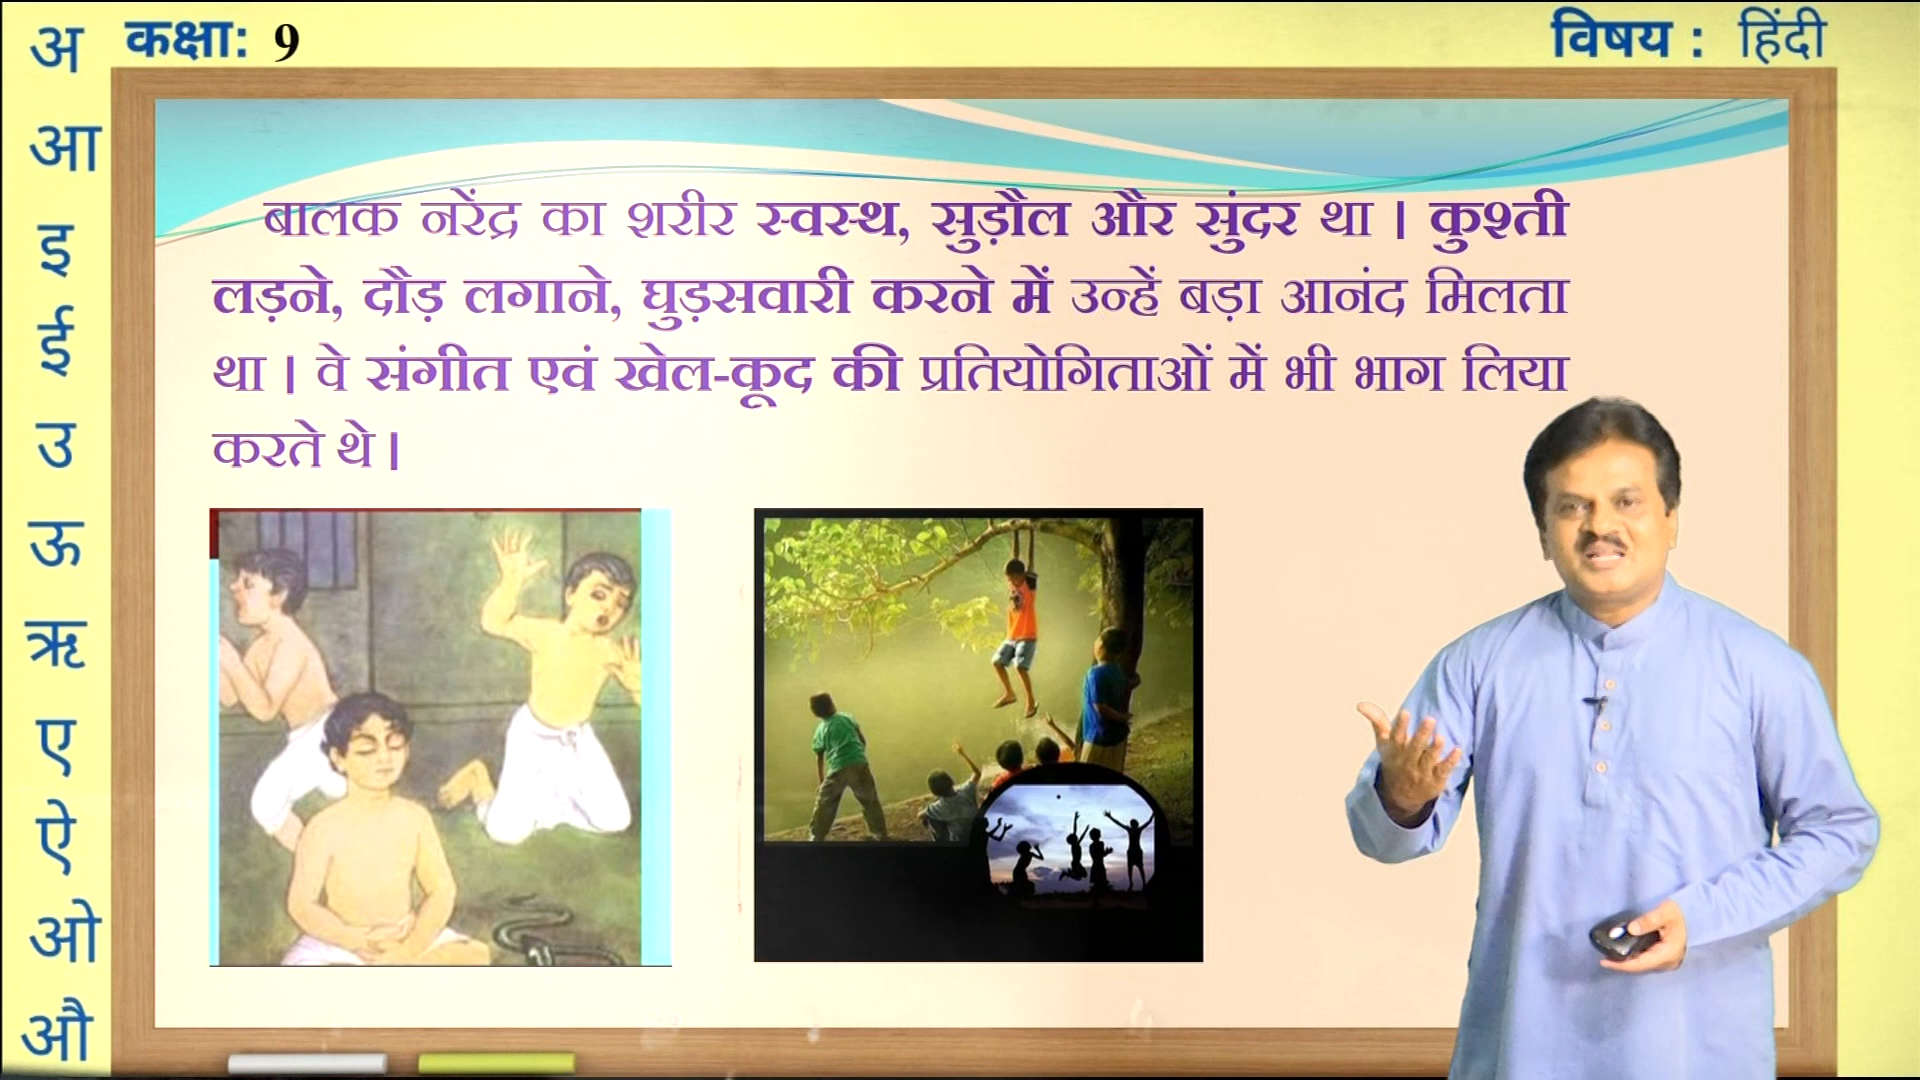 कक्षाः 9
विषय : हिंदी
अ
आ
इ
ई
उ
ऊ
ऋ
ए
ऐ
ओ
औ
बालक नरेंद्र का शरीर स्वस्थ, सुड़ौल और सुंदर था । कुश्ती
लड़ने, दौड़ लगाने, घुड़सवारी करने में उन्हें बड़ा आनंद मिलता
था । वे संगीत एवं खेल-कूद की प्रतियोगिताओं में भी भाग लिया
करते थे ।